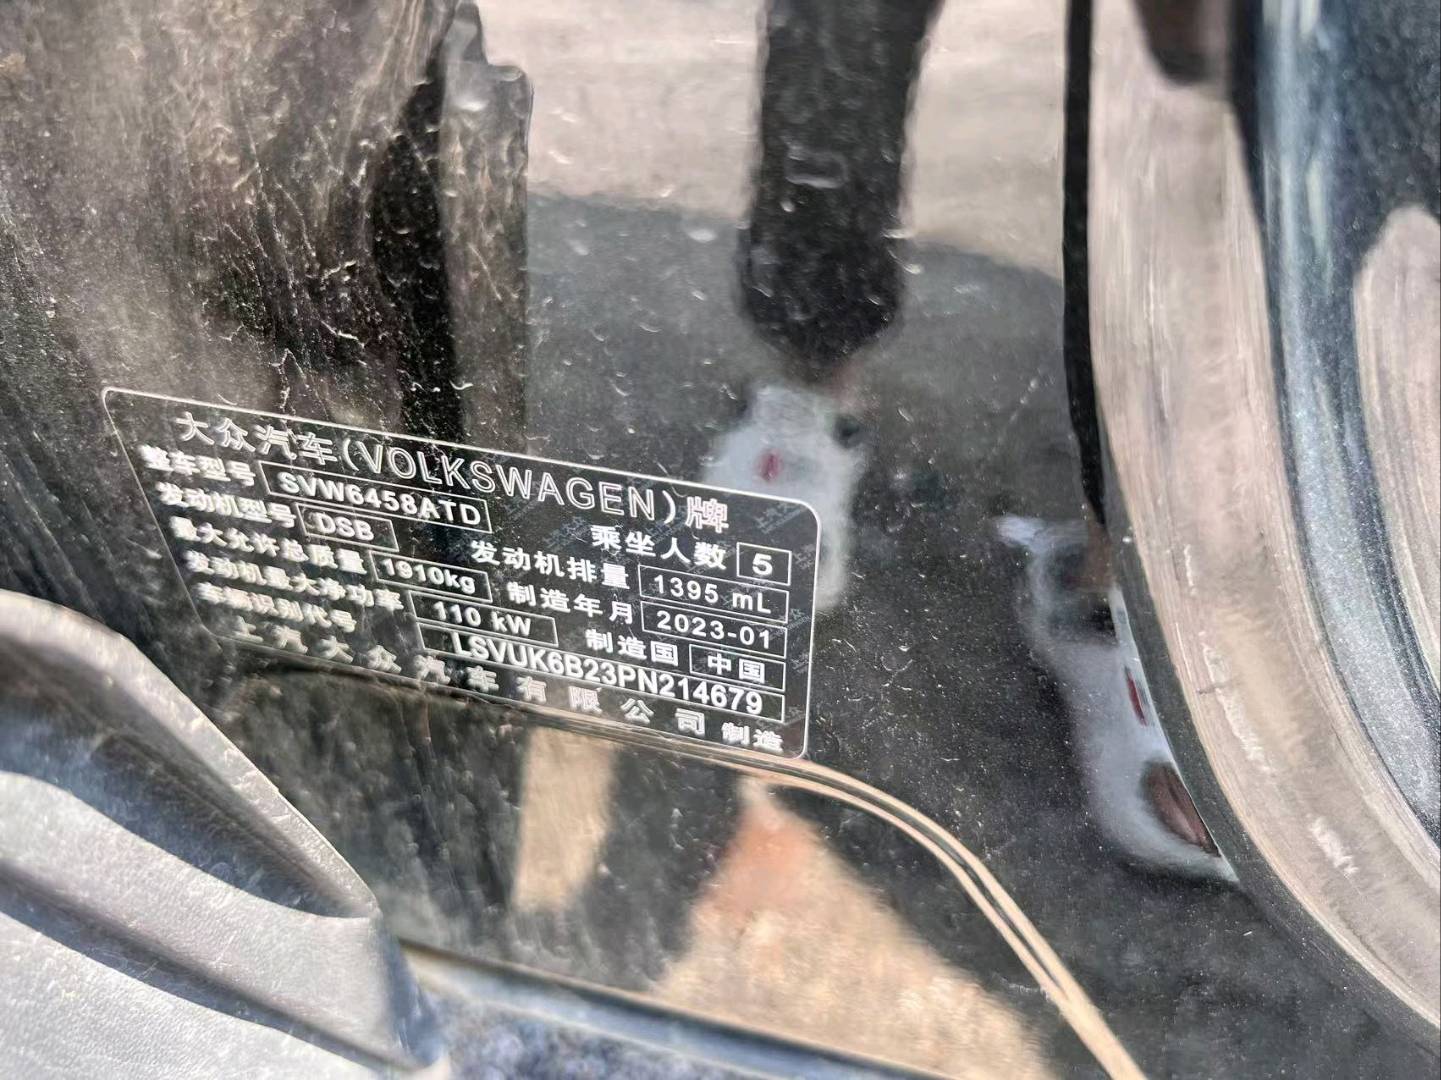 大众汽车(VOLKSWAGEN)牌
整车型号 SVW6458ATD 乘坐人数 5
发动机型号 DSB 发动机排量 1395 mL
最大允许总质量 1910kg 制造年月 2023-01
发动机最大净功率 110 kW 制造国 中国
车辆识别代号 LSVUK6B23PN214679
上汽大众汽车有限公司 制造